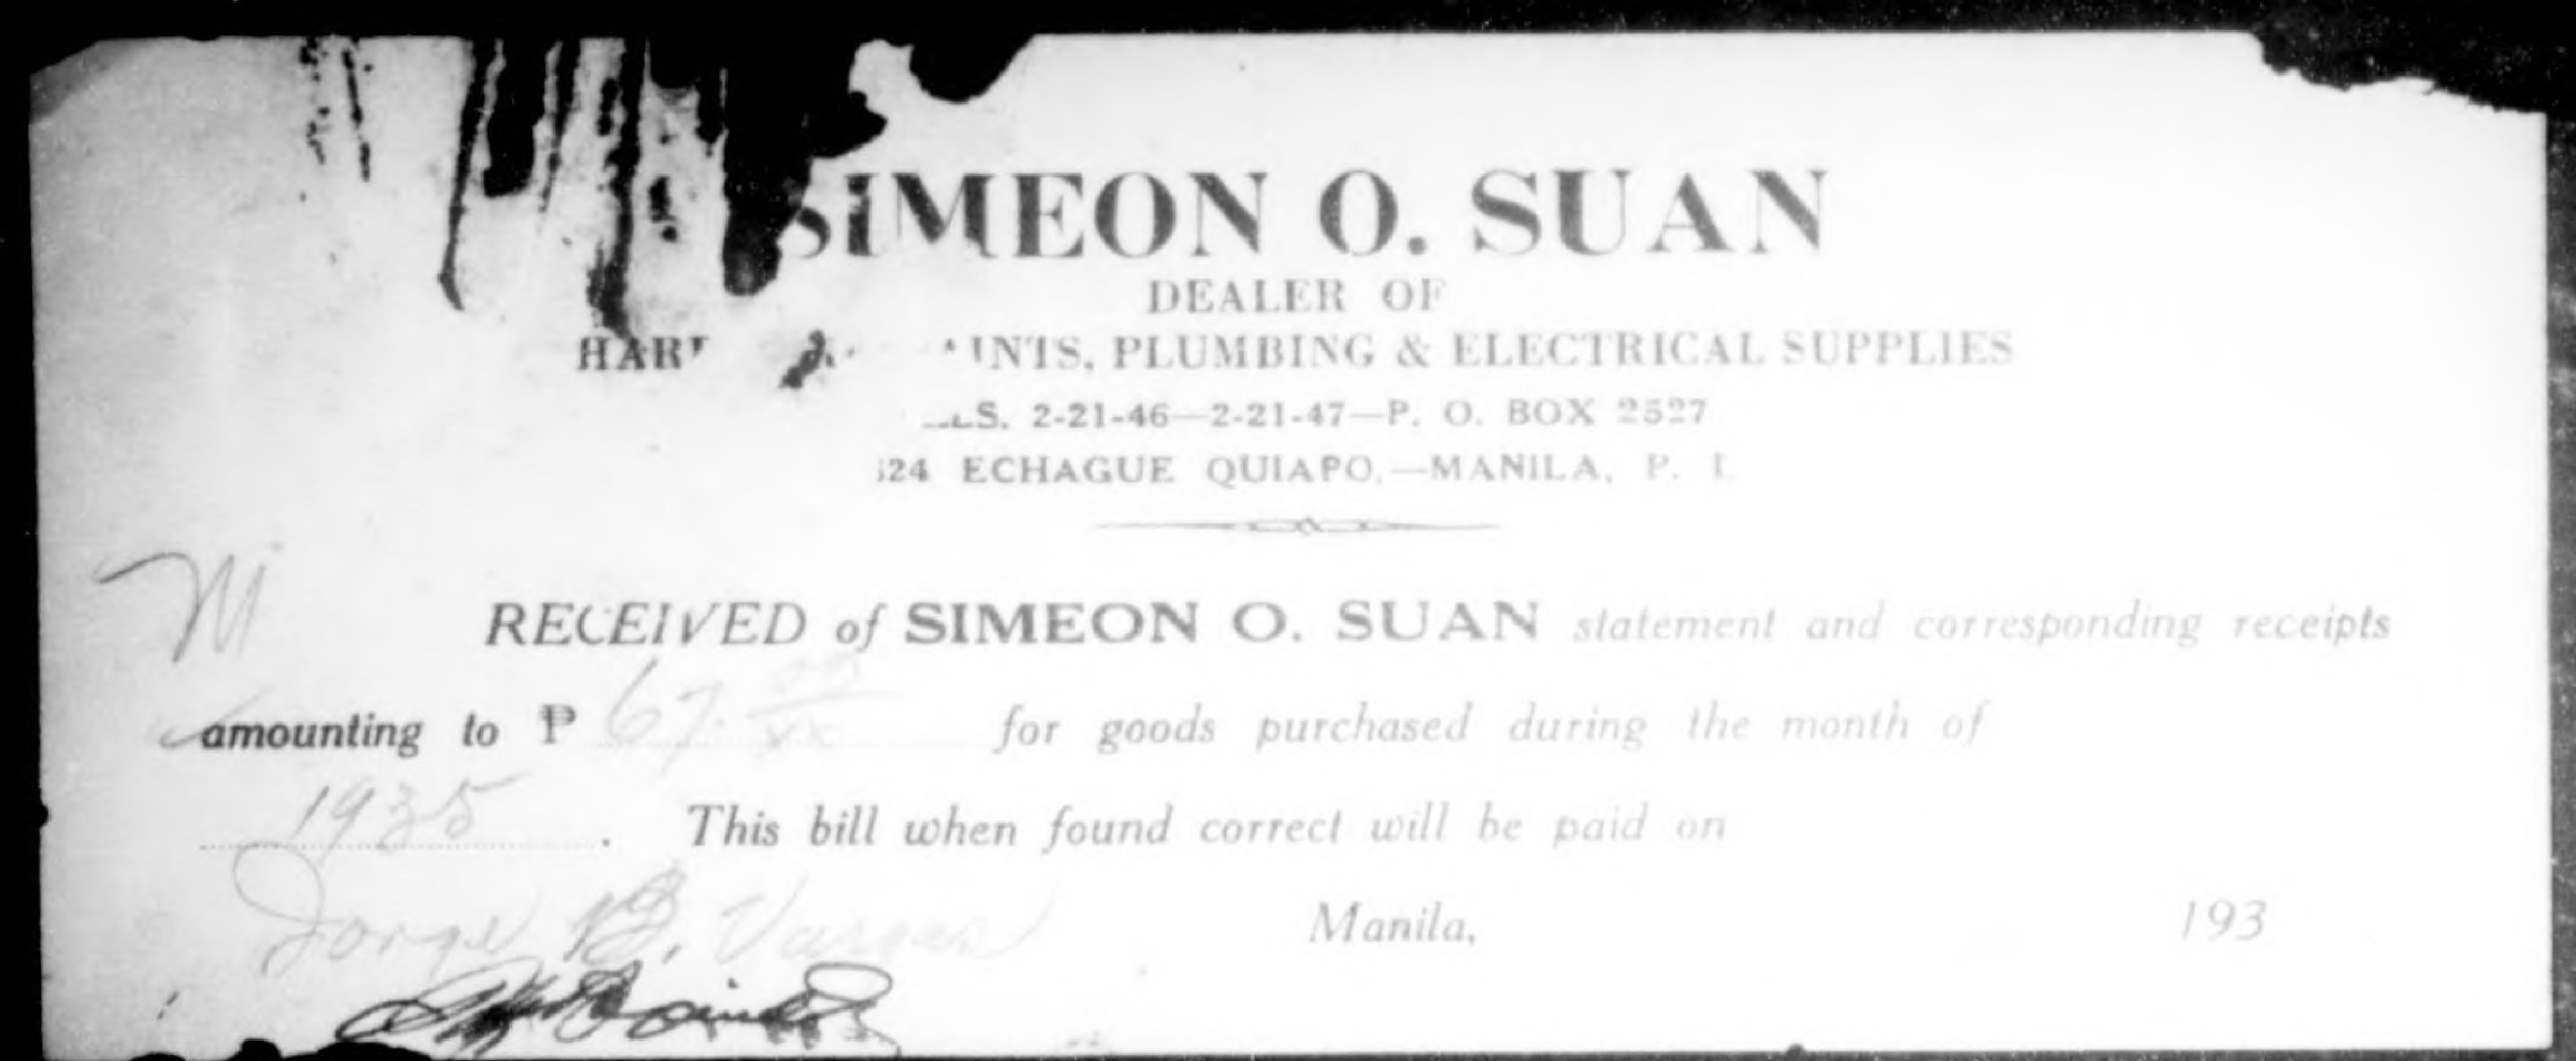 SIMEON O. SUAN
DEALER OF
PLUMBING & ELECTRICAL SUPPLIES
2-21-46—2-21-47—P. O. BOX 2527
ECHAGUE QUIAPO,—MANILA, P. I.
RECEIVED of SIMEON O. SUAN statement and corresponding receipts
amounting to ₱ 67. for goods purchased during the month of
1935. This bill when found correct will be paid on
Jorge B. Vargas
Manila, 193